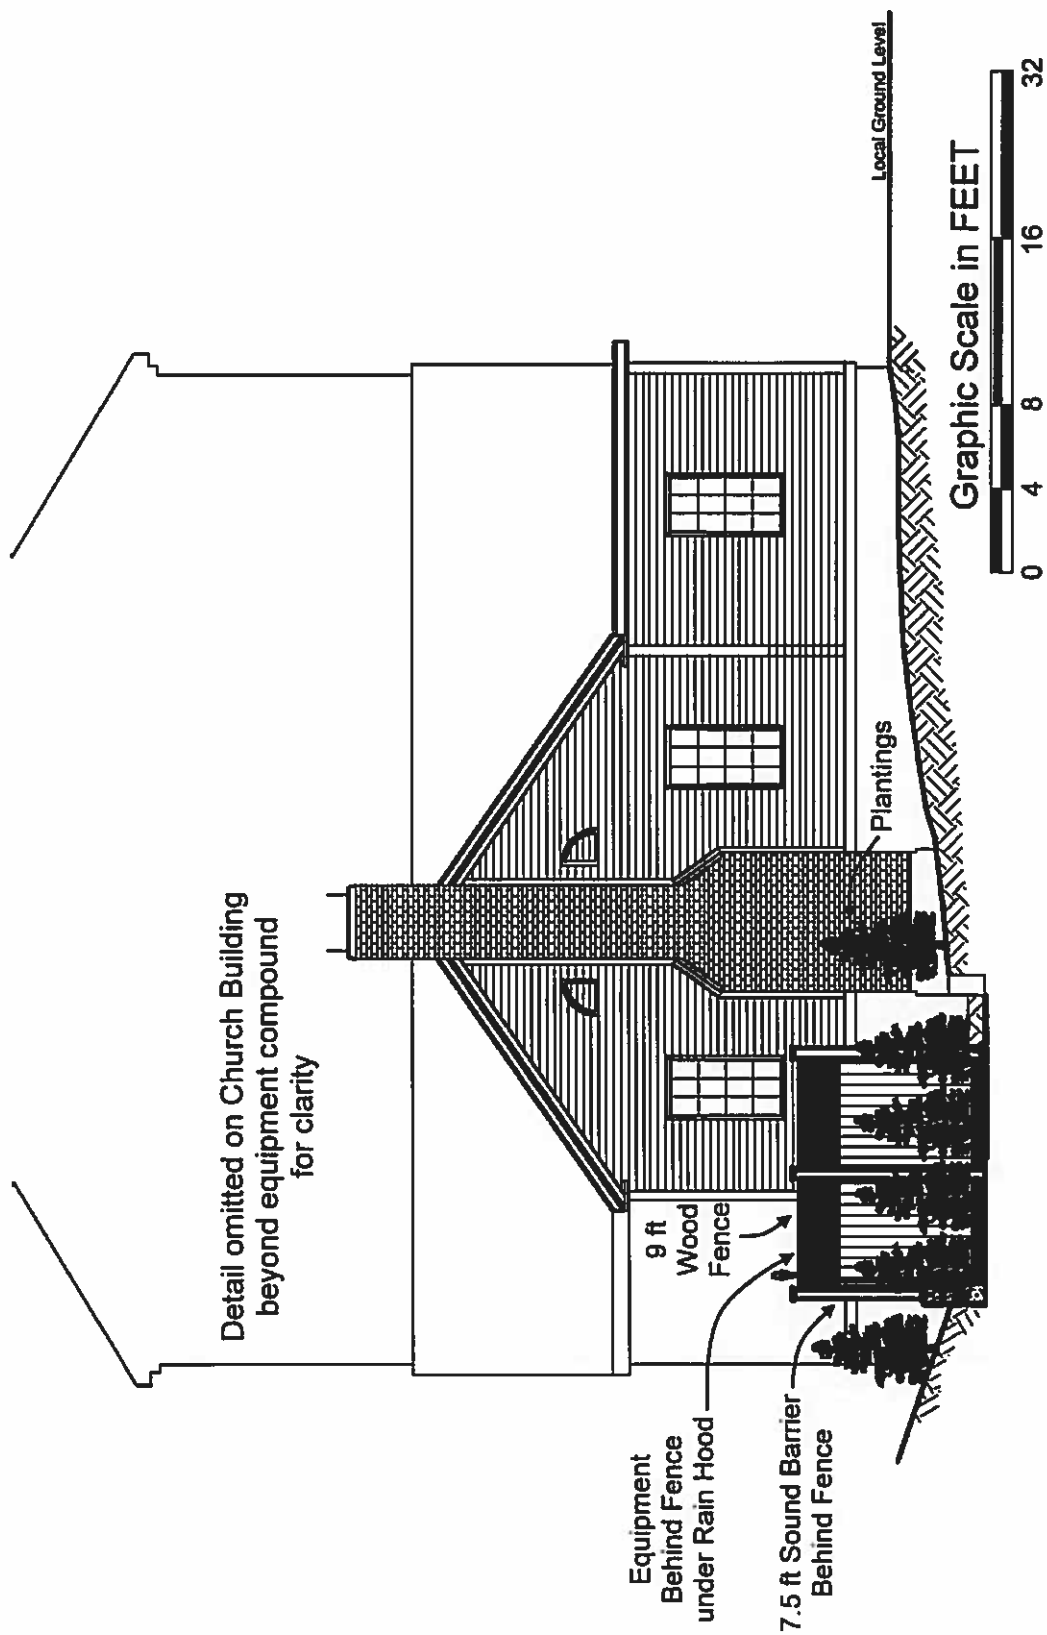 Detail omitted on Church Building
beyond equipment compound
for clarity
Equipment
Behind Fence
under Rain Hood
9 ft
Wood
Fence
7.5 ft Sound Barrier
Behind Fence
Plantings
Local Ground Level
Graphic Scale in FEET
0 4 8 16 32